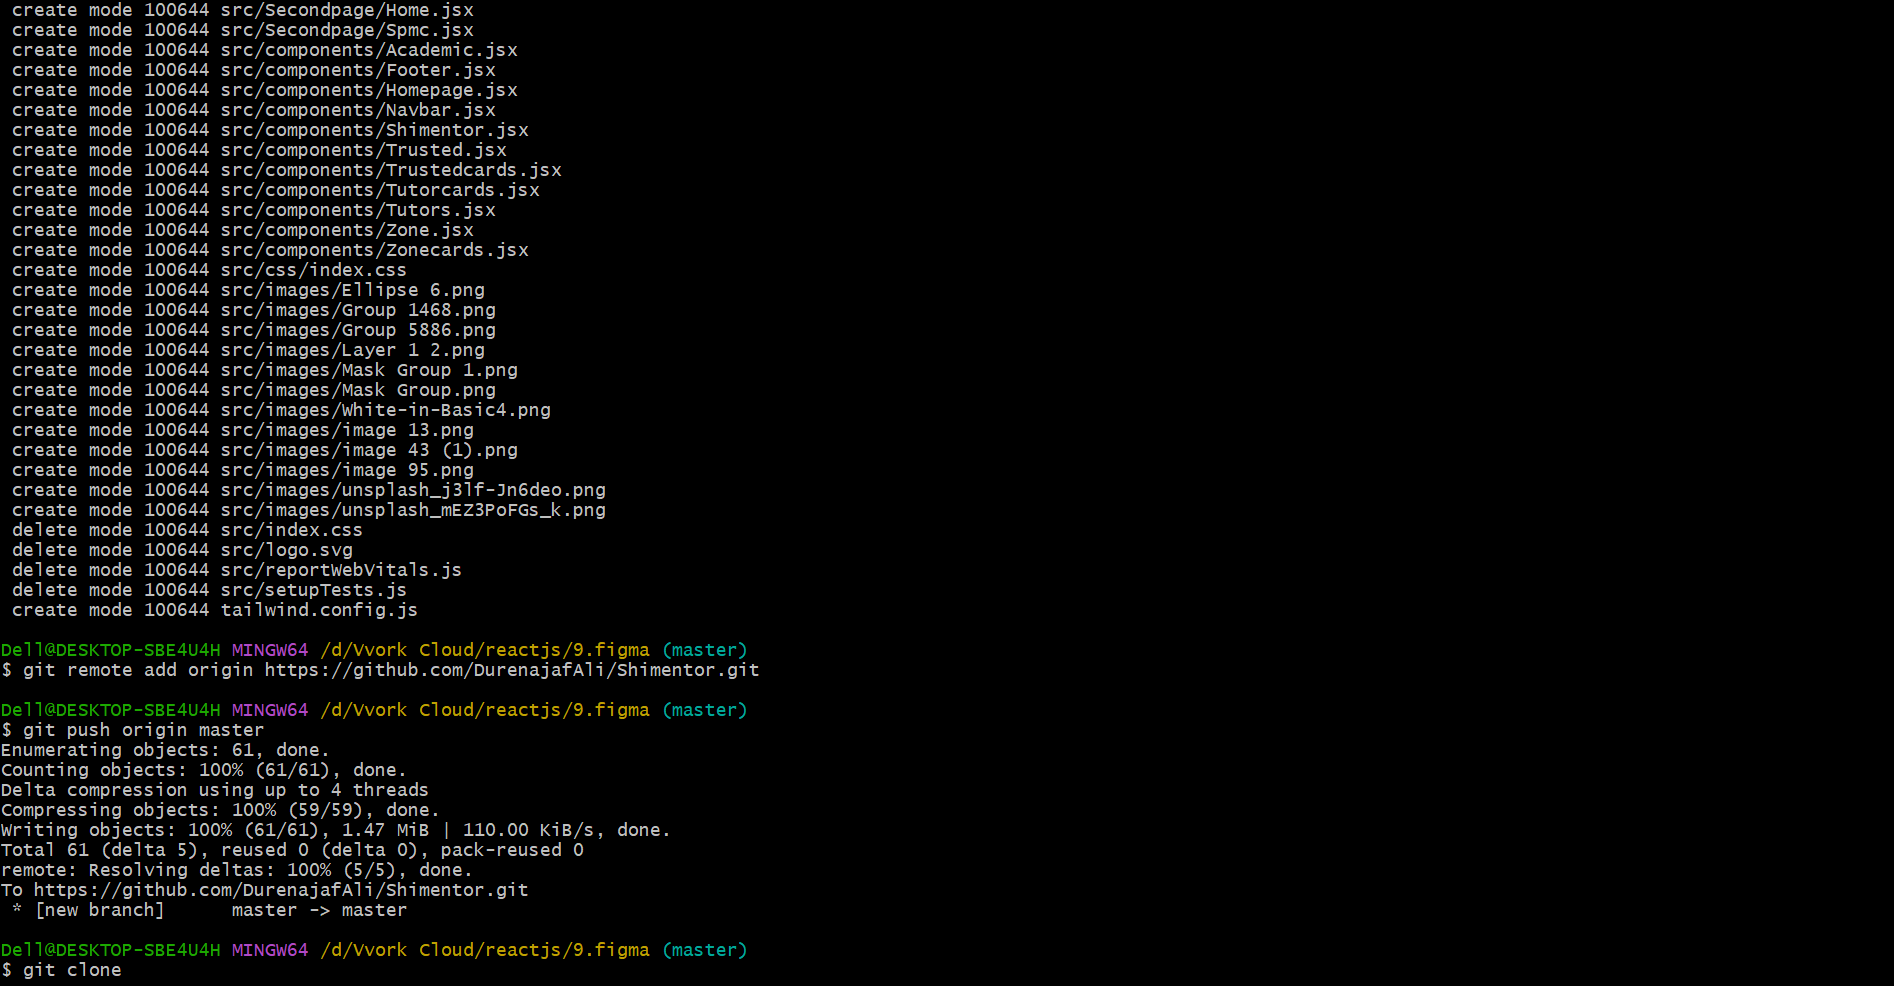 create mode 100644 src/Secondpage/Home.jsx
create mode 100644 src/Secondpage/Spmc.jsx
create mode 100644 src/components/Academic.jsx
create mode 100644 src/components/Footer.jsx
create mode 100644 src/components/Homepage.jsx
create mode 100644 src/components/Navbar.jsx
create mode 100644 src/components/Shimentor.jsx
create mode 100644 src/components/Trusted.jsx
create mode 100644 src/components/Trustedcards.jsx
create mode 100644 src/components/Tutorcards.jsx
create mode 100644 src/components/Tutors.jsx
create mode 100644 src/components/Zone.jsx
create mode 100644 src/components/Zonecards.jsx
create mode 100644 src/css/index.css
create mode 100644 src/images/Ellipse 6.png
create mode 100644 src/images/Group 1468.png
create mode 100644 src/images/Group 5886.png
create mode 100644 src/images/Layer 1 2.png
create mode 100644 src/images/Mask Group 1.png
create mode 100644 src/images/Mask Group.png
create mode 100644 src/images/White-in-Basic4.png
create mode 100644 src/images/image 13.png
create mode 100644 src/images/image 43 (1).png
create mode 100644 src/images/image 95.png
create mode 100644 src/images/unsplash_j3lf-Jn6deo.png
create mode 100644 src/images/unsplash_mEZ3PoFGs_k.png
delete mode 100644 src/index.css
delete mode 100644 src/logo.svg
delete mode 100644 src/reportWebVitals.js
delete mode 100644 src/setupTests.js
create mode 100644 tailwind.config.js
Dell@DESKTOP-SBE4U4H MINGW64 /d/Vvork Cloud/reactjs/9.figma (master)
$ git remote add origin https://github.com/DurenajafAli/Shimentor.git
Dell@DESKTOP-SBE4U4H MINGW64 /d/Vvork Cloud/reactjs/9.figma (master)
$ git push origin master
Enumerating objects: 61, done.
Counting objects: 100% (61/61), done.
Delta compression using up to 4 threads
Compressing objects: 100% (59/59), done.
Writing objects: 100% (61/61), 1.47 MiB | 110.00 KiB/s, done.
Total 61 (delta 5), reused 0 (delta 0), pack-reused 0
remote: Resolving deltas: 100% (5/5), done.
To https://github.com/DurenajafAli/Shimentor.git
* [new branch]      master -> master
Dell@DESKTOP-SBE4U4H MINGW64 /d/Vvork Cloud/reactjs/9.figma (master)
$ git clone